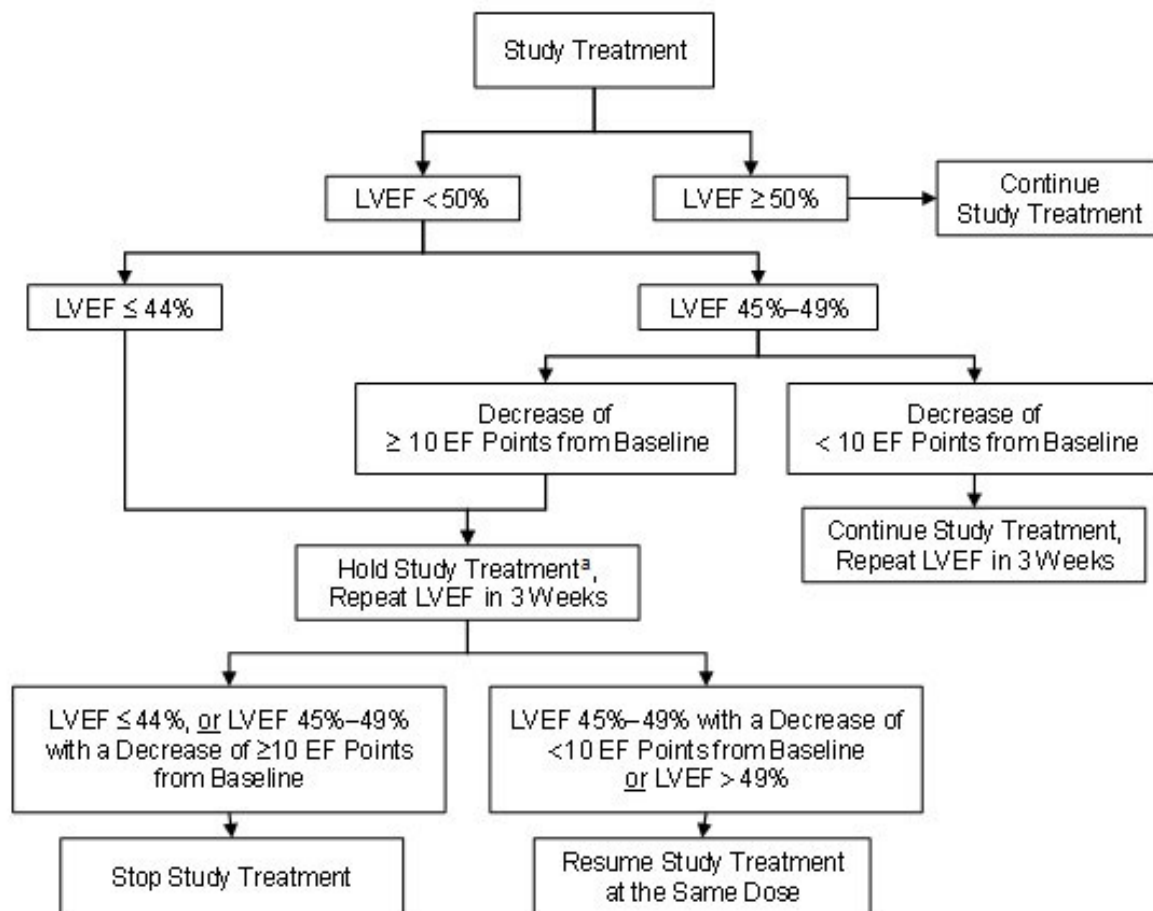 Study Treatment
LVEF < 50%
LVEF ≥ 50%
Continue
Study Treatment
LVEF ≤ 44%
LVEF 45%–49%
Decrease of
≥ 10 EF Points from Baseline
Decrease of
< 10 EF Points from Baseline
Continue Study Treatment,
Repeat LVEF in 3 Weeks
Hold Study Treatmentª,
Repeat LVEF in 3 Weeks
LVEF ≤ 44%, or LVEF 45%–49%
with a Decrease of ≥10 EF Points
from Baseline
LVEF 45%–49% with a Decrease of
<10 EF Points from Baseline
or LVEF > 49%
Stop Study Treatment
Resume Study Treatment
at the Same Dose